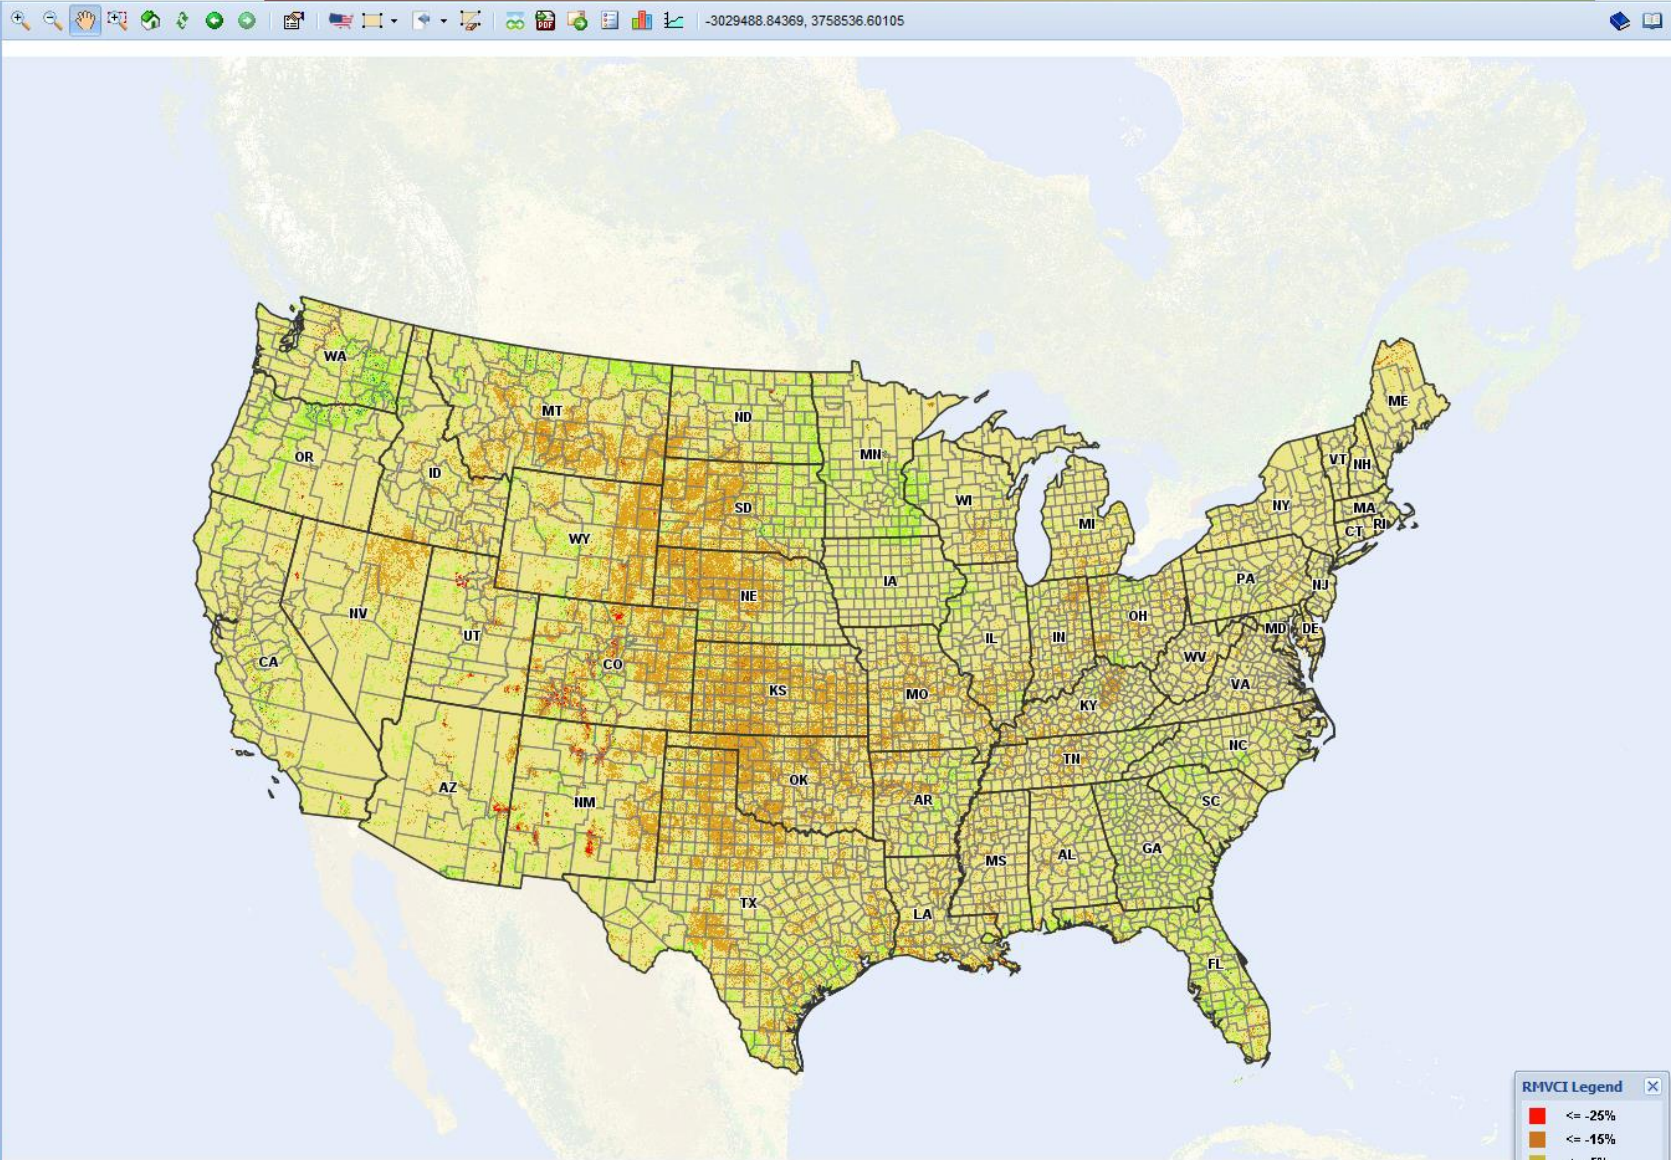 PDF
-3029488.84369, 3758536.60105
WA
MT
ND
ME
MN
OR
ID
VT
NH
SD
WI
NY
MA
RI
MI
CT
WY
IA
PA
NJ
NE
NV
OH
UT
IL
IN
MD
DE
CA
CO
WV
KS
MO
VA
KY
NC
TN
OK
AZ
NM
AR
SC
MS
AL
GA
TX
LA
FL
RMVCI Legend
<= -25%
<= -15%